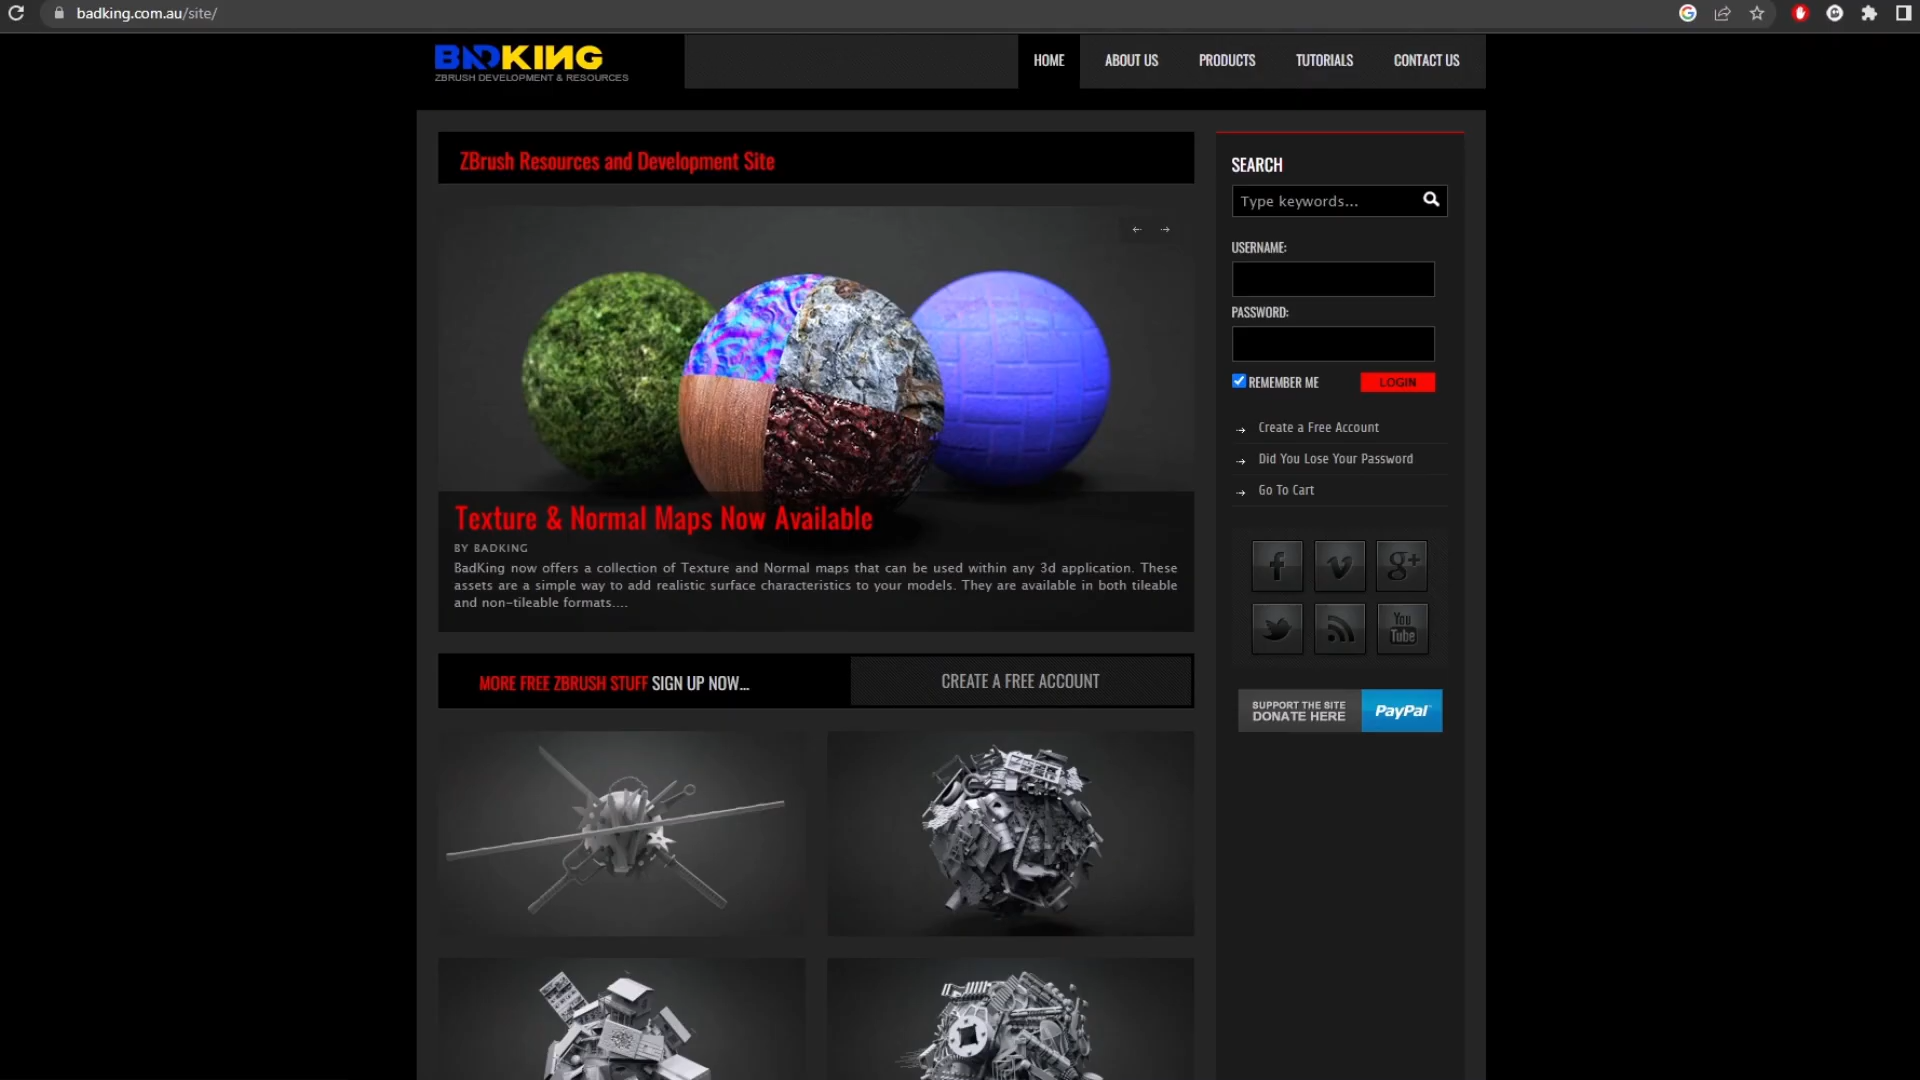 badking.com.au/site/
BADKING
ZBRUSH DEVELOPMENT & RESOURCES
HOME
ABOUT US
PRODUCTS
TUTORIALS
CONTACT US
ZBrush Resources and Development Site
Texture & Normal Maps Now Available
BY BADKING
BadKing now offers a collection of Texture and Normal maps that can be used within any 3d application. These
assets are a simple way to add realistic surface characteristics to your models. They are available in both tileable
and non-tileable formats....
MORE FREE ZBRUSH STUFF SIGN UP NOW...
CREATE A FREE ACCOUNT
SEARCH
Type keywords...
USERNAME:
PASSWORD:
REMEMBER ME
LOGIN
Create a Free Account
Did You Lose Your Password
Go To Cart
g+
You
Tube
SUPPORT THE SITE
DONATE HERE
PayPal